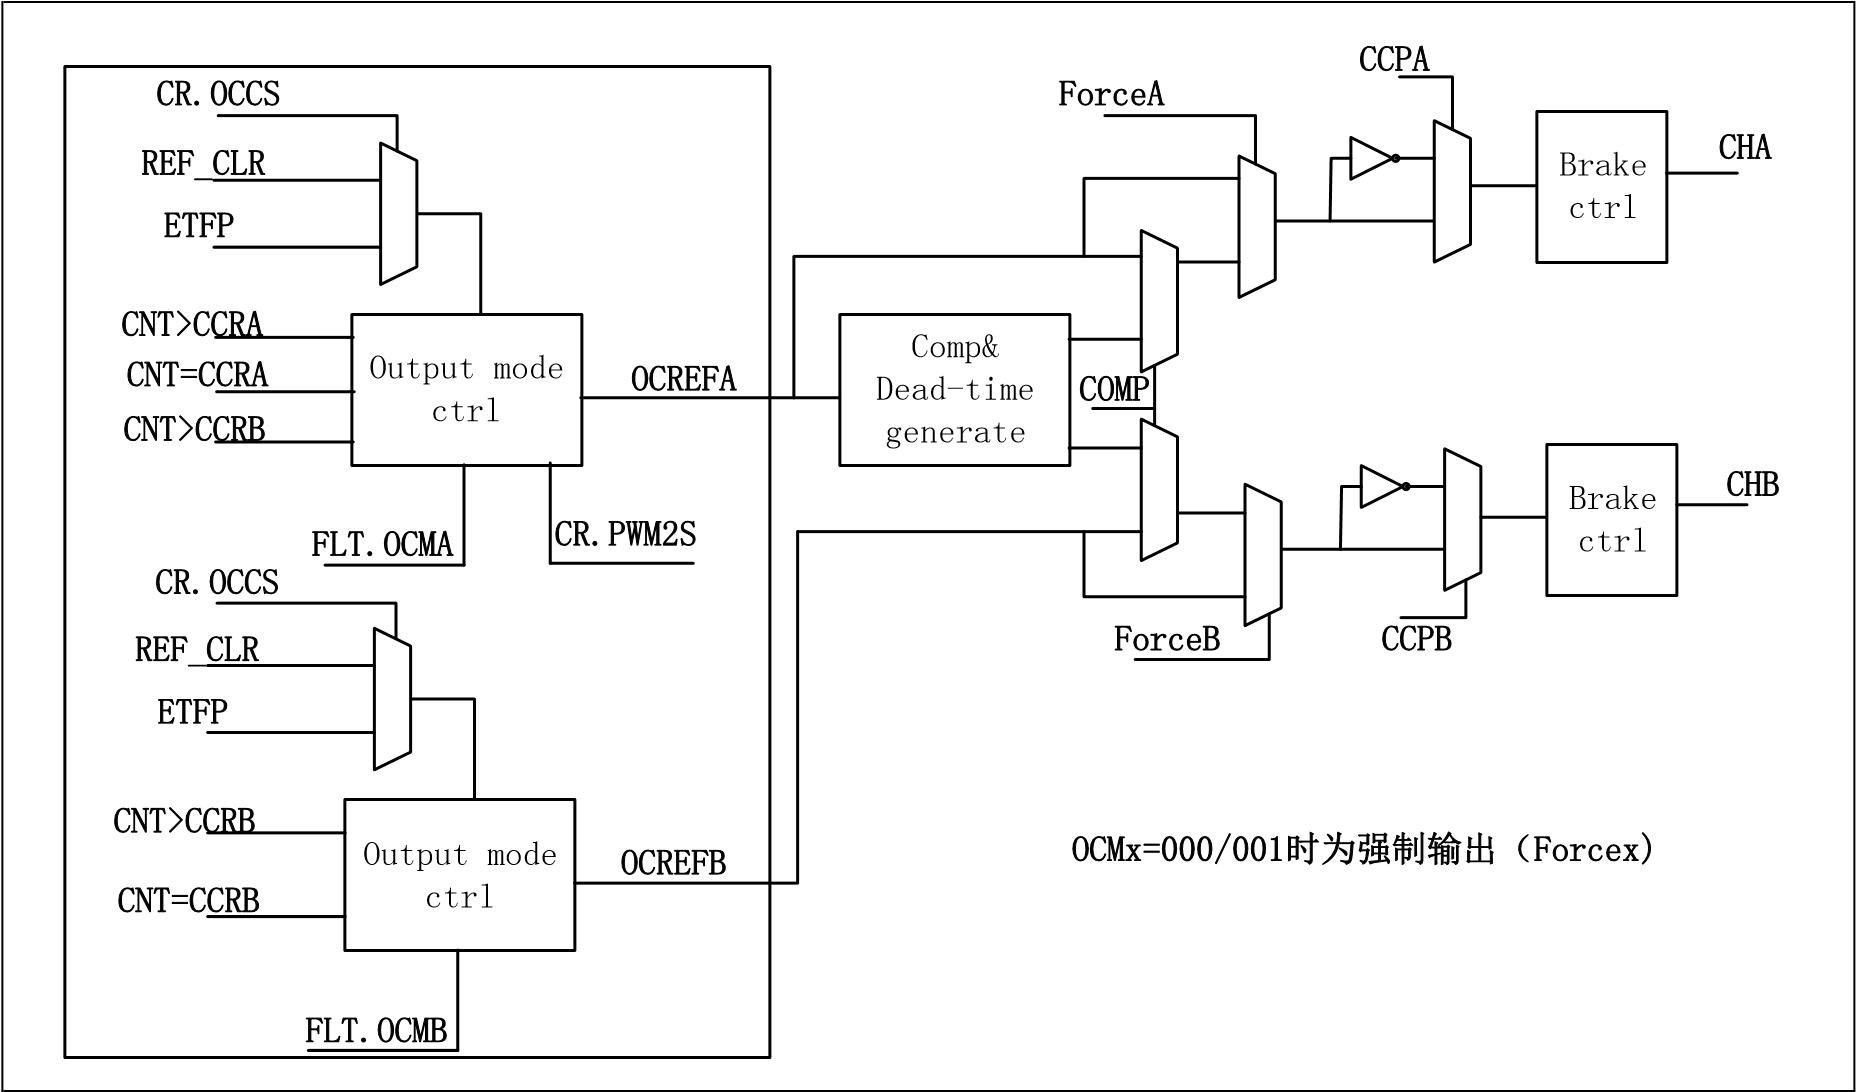 CR.OCCS
REF_CLR
ETFP
CNT>CCRA
CNT=CCRA
CNT>CCRB
Output mode
ctrl
OCREFA
FLT.OCMA
CR.PWM2S
CR.OCCS
REF_CLR
ETFP
CNT>CCRB
CNT=CCRB
Output mode
ctrl
OCREFB
FLT.OCMB
Comp&
Dead-time
generate
COMP
ForceA
CCPA
Brake
ctrl
CHA
ForceB
CCPB
Brake
ctrl
CHB
OCMx=000/001时为强制输出（Forcex)